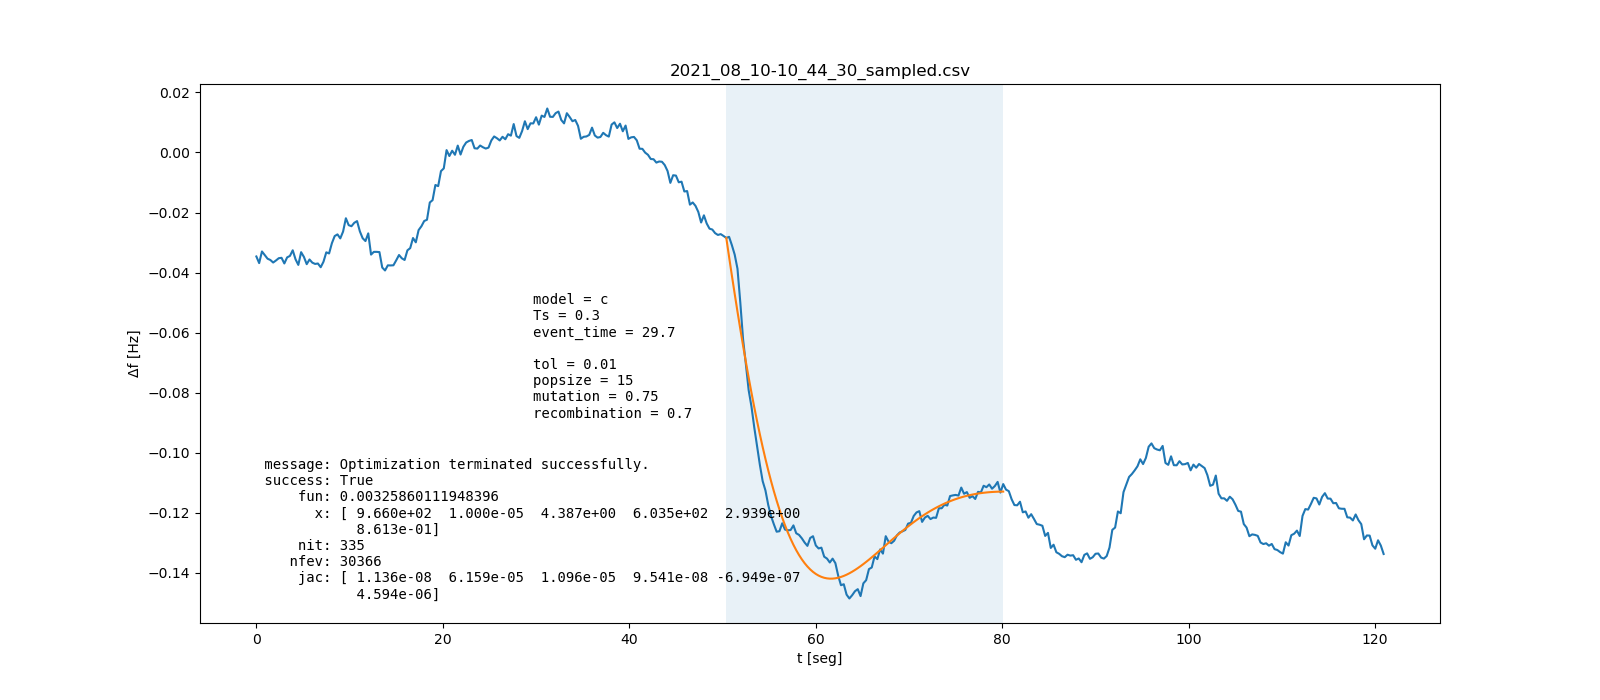 2021_08_10-10_44_30_sampled.csv
0.02
0.00
−0.02
−0.04
−0.06
−0.08
−0.10
−0.12
−0.14
Δf [Hz]
model = c
Ts = 0.3
event_time = 29.7
tol = 0.01
popsize = 15
mutation = 0.75
recombination = 0.7
message: Optimization terminated successfully.
success: True
fun: 0.00325860111948396
x: [ 9.660e+02  1.000e-05  4.387e+00  6.035e+02  2.939e+00
8.613e-01]
nit: 335
nfev: 30366
jac: [ 1.136e-08  6.159e-05  1.096e-05  9.541e-08 -6.949e-07
4.594e-06]
0 20 40 60 80 100 120
t [seg]